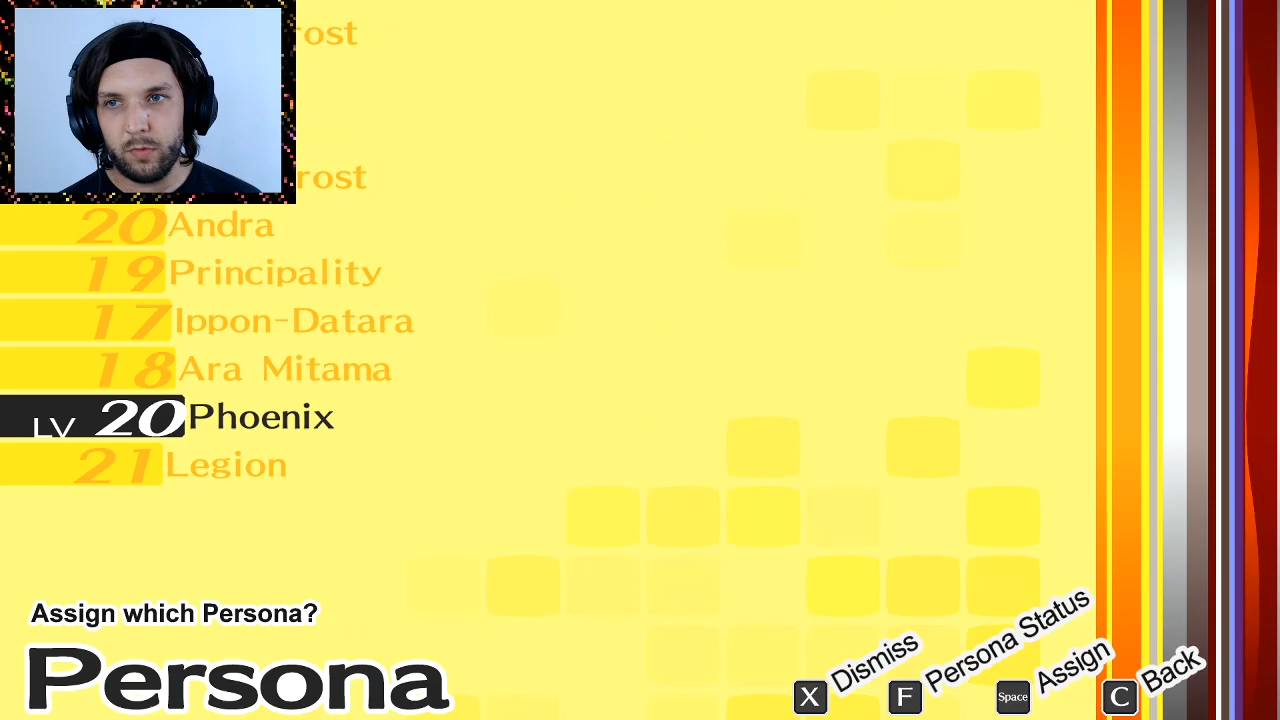 rost
rost
20 Andra
19 Principality
17 Ippon-Datara
18 Ara Mitama
LV 20 Phoenix
21 Legion
Assign which Persona?
Persona
X Dismiss
F Persona Status
Space Assign
C Back